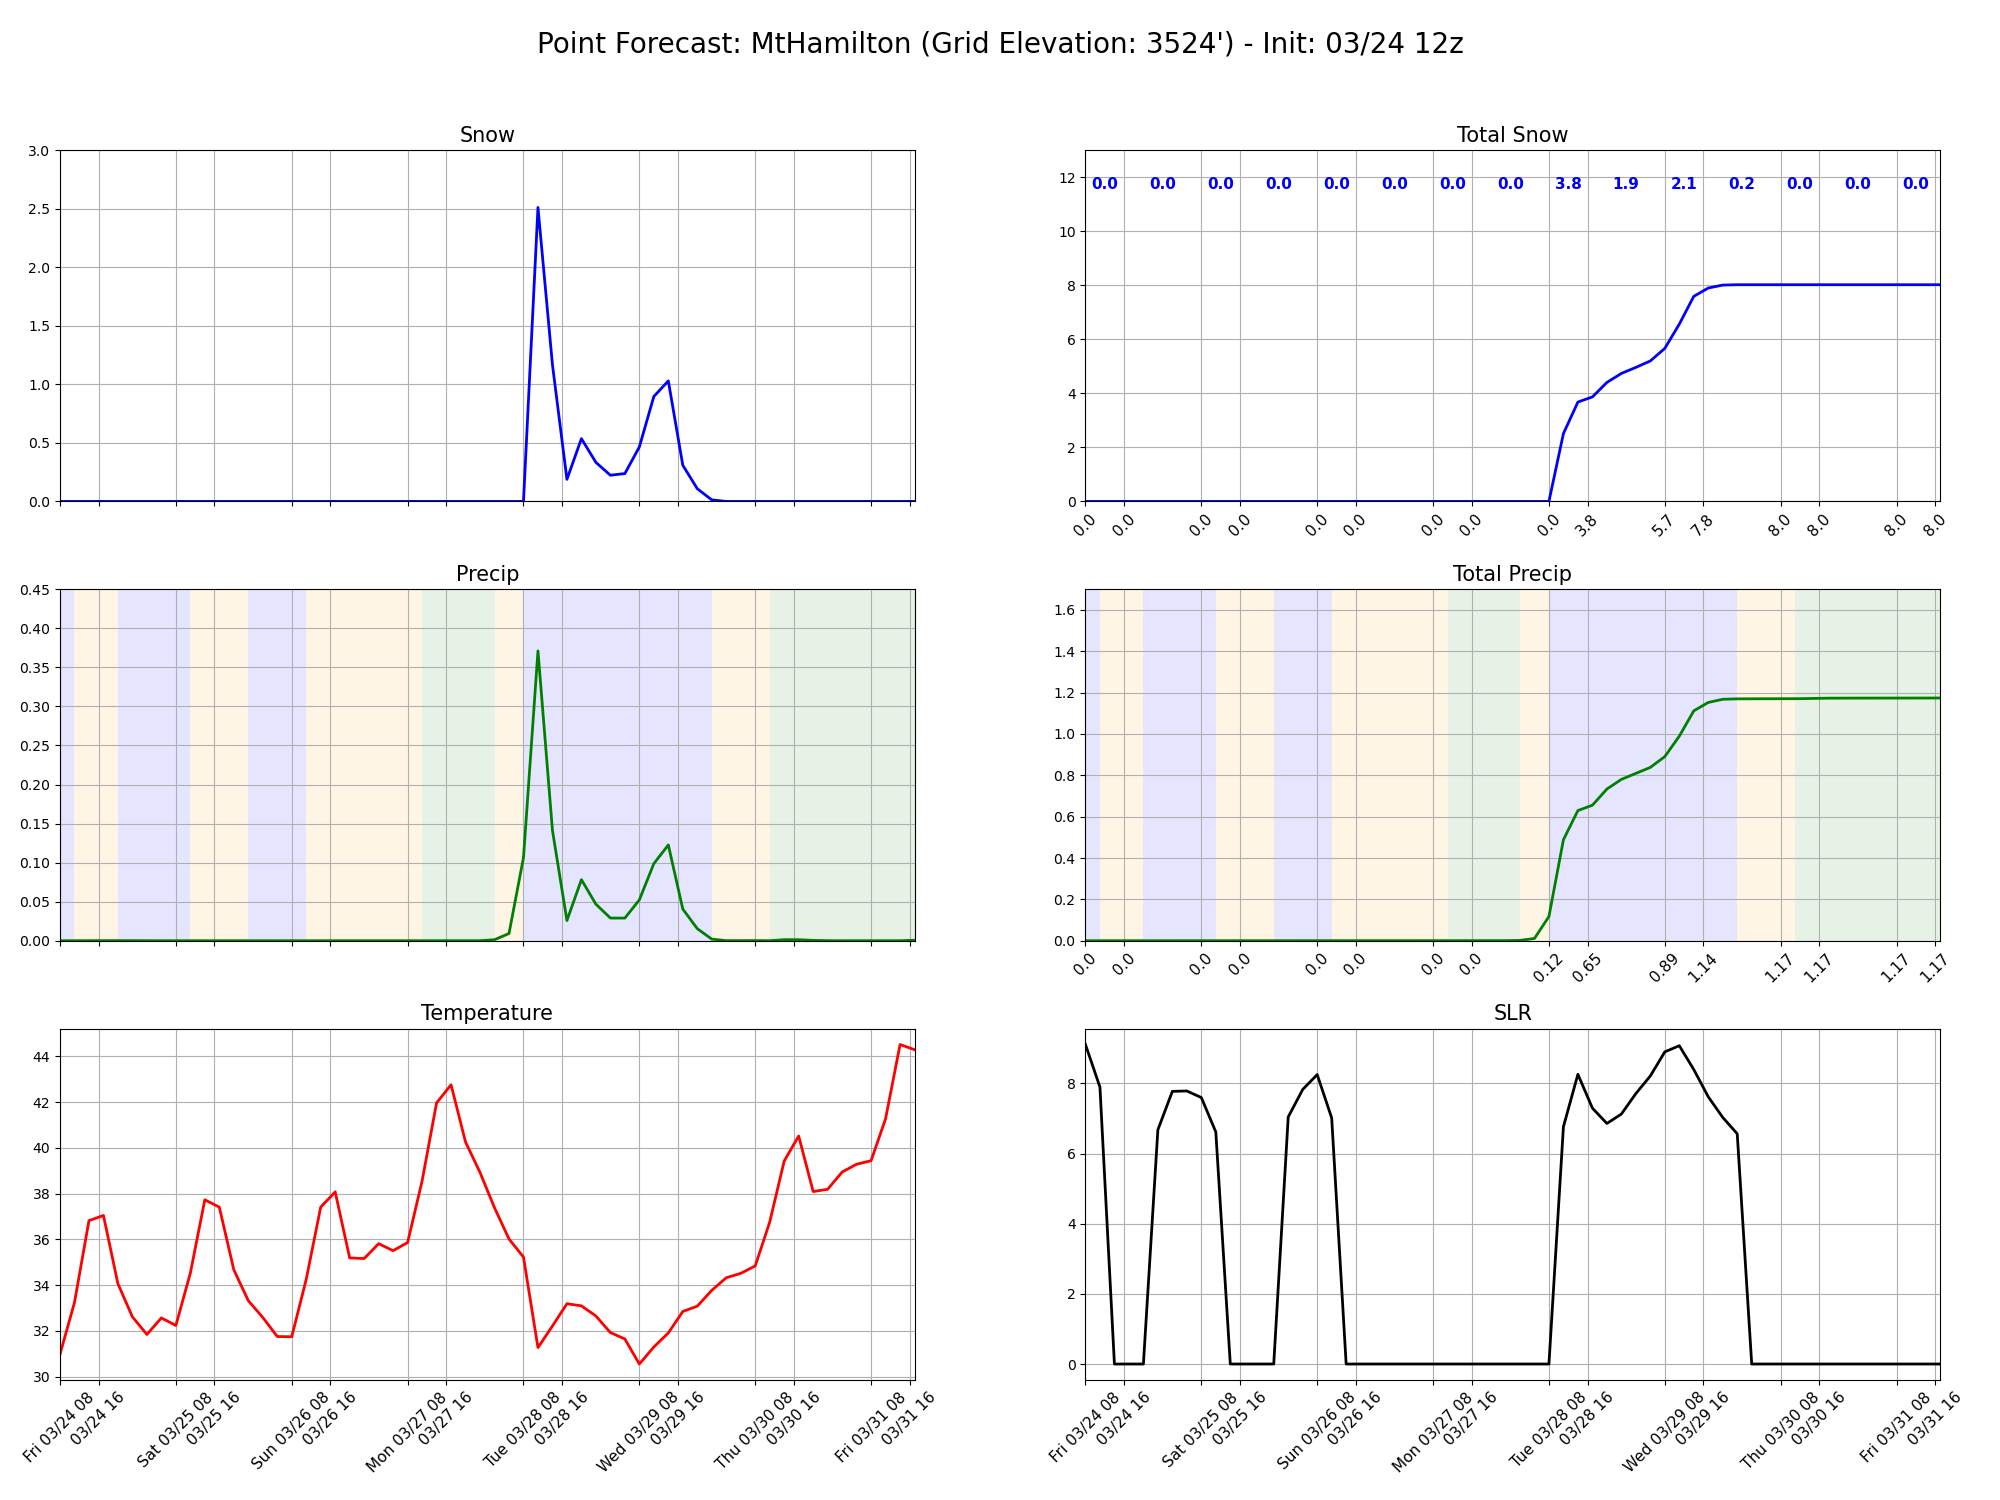 Point Forecast: MtHamilton (Grid Elevation: 3524') - Init: 03/24 12z
Snow
3.0
2.5
2.0
1.5
1.0
0.5
0.0
Total Snow
12
10
8
6
4
2
0
0.0 0.0 0.0 0.0 0.0 0.0 0.0 0.0 3.8 1.9 2.1 0.2 0.0 0.0 0.0
0.0 0.0 0.0 0.0 0.0 0.0 0.0 0.0 0.0 3.8 5.7 7.8 8.0 8.0 8.0 8.0
Precip
0.45
0.40
0.35
0.30
0.25
0.20
0.15
0.10
0.05
0.00
Total Precip
1.6
1.4
1.2
1.0
0.8
0.6
0.4
0.2
0.0
0.0 0.0 0.0 0.0 0.0 0.0 0.0 0.0 0.12 0.65 0.89 1.14 1.17 1.17 1.17 1.17
Temperature
44
42
40
38
36
34
32
30
Fri 03/24 08
03/24 16
Sat 03/25 08
03/25 16
Sun 03/26 08
03/26 16
Mon 03/27 08
03/27 16
Tue 03/28 08
03/28 16
Wed 03/29 08
03/29 16
Thu 03/30 08
03/30 16
Fri 03/31 08
03/31 16
SLR
8
6
4
2
0
Fri 03/24 08
03/24 16
Sat 03/25 08
03/25 16
Sun 03/26 08
03/26 16
Mon 03/27 08
03/27 16
Tue 03/28 08
03/28 16
Wed 03/29 08
03/29 16
Thu 03/30 08
03/30 16
Fri 03/31 08
03/31 16